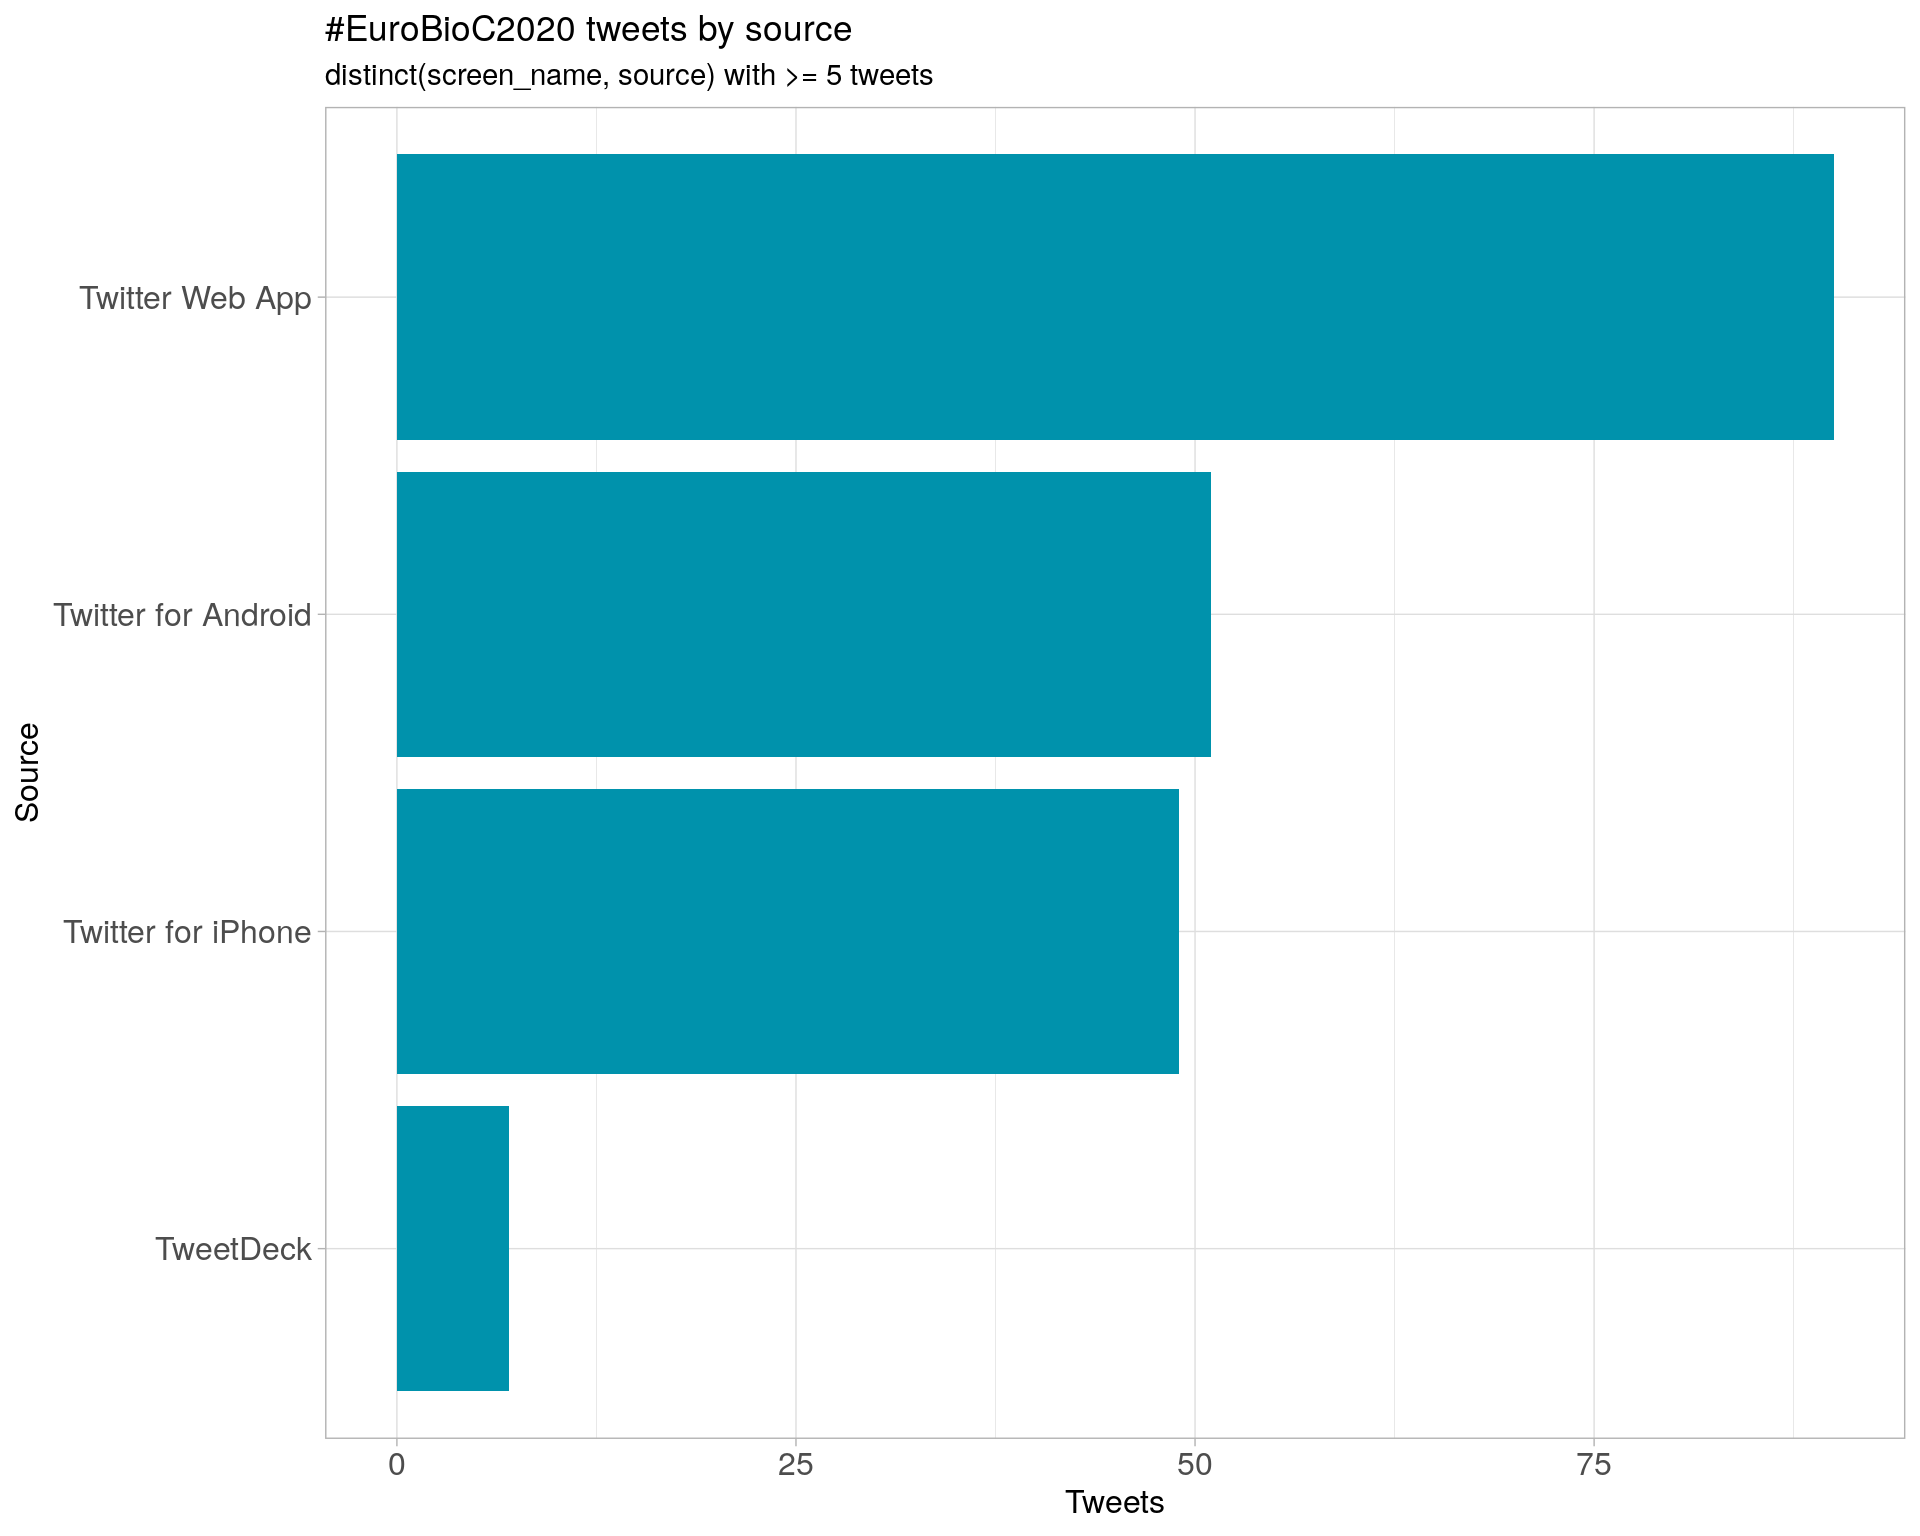 #EuroBioC2020 tweets by source
distinct(screen_name, source) with >= 5 tweets
Twitter Web App
Twitter for Android
Twitter for iPhone
TweetDeck
Source
0 25 50 75
Tweets